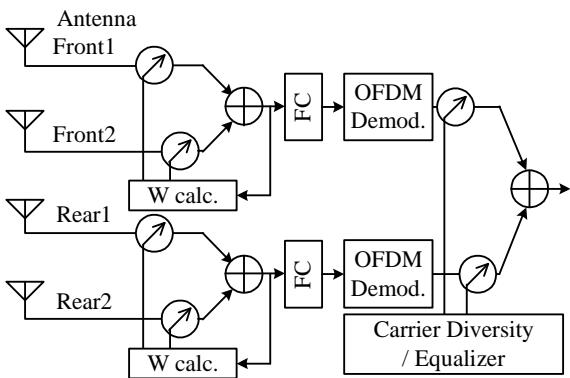 Antenna
Front1
Front2
W calc.
FC
OFDM
Demod.
Rear1
Rear2
W calc.
FC
OFDM
Demod.
Carrier Diversity
/ Equalizer